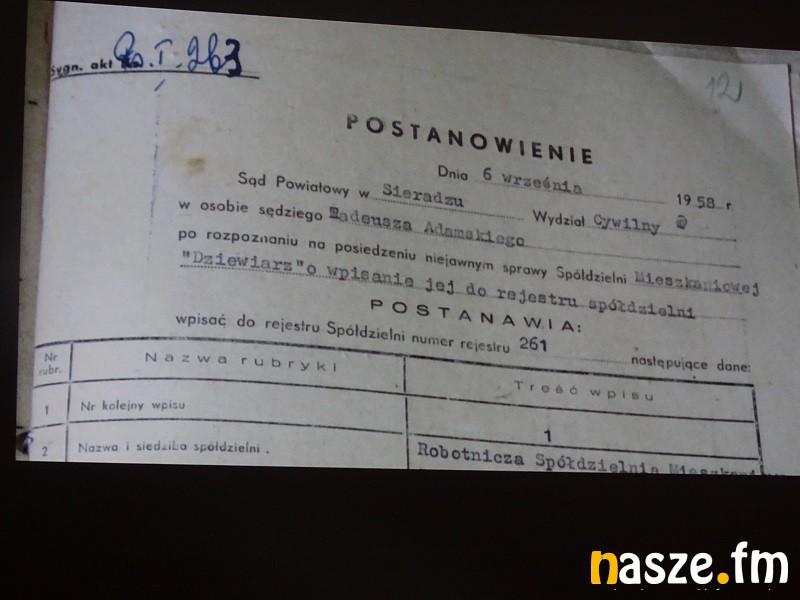 Sygn. akt Rs. I. 263
12
POSTANOWIENIE
Dnia 6 września 1958 r.
Sąd Powiatowy w Sieradzu Wydział Cywilny
w osobie sędziego Tadeusza Adamskiego
po rozpoznaniu na posiedzeniu niejawnym sprawy Spółdzielni Mieszkaniowej
"Dziewiarz" o wpisanie jej do rejestru spółdzielni
POSTANAWIA:
wpisać do rejestru Spółdzielni numer rejestru 261 następujące dane:
Nr rubr. Nazwa rubryki Treść wpisu
1 Nr kolejny wpisu 1
2 Nazwa i siedziba spółdzielni . Robotnicza Spółdzielnia
nasze.fm